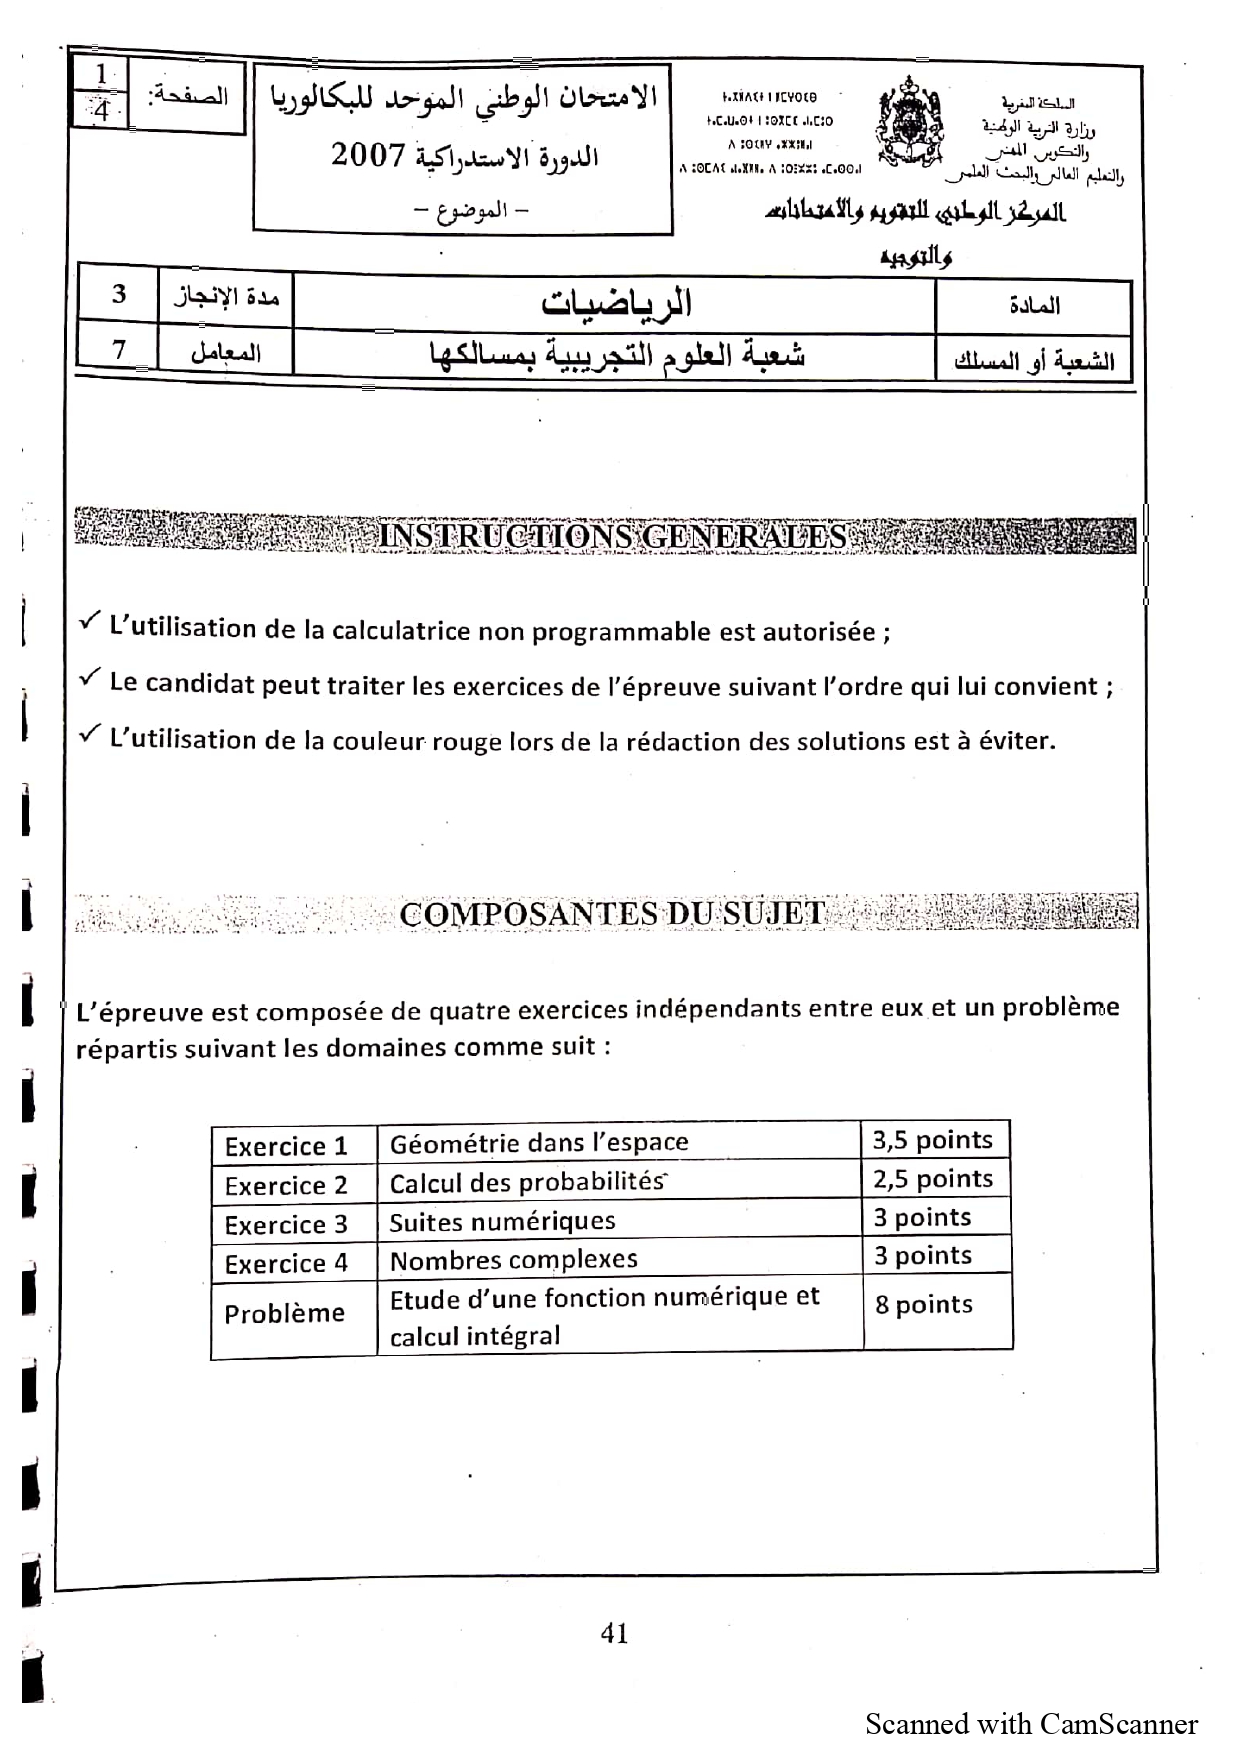 1
4
الصفحة:
الامتحان الوطني الموحد للبكالوريا
الدورة الاستدراكية 2007
– الموضوع –
المملكة المغربية
وزارة التربية الوطنية
والتكوين المهني
والتعليم العالي والبحث العلمي
المركز الوطني للتقويم والامتحانات
والتوجيه
المادة
الرياضيات
مدة الإنجاز
3
الشعبة أو المسلك
شعبة العلوم التجريبية بمسالكها
المعامل
7
INSTRUCTIONS GENERALES
✓ L'utilisation de la calculatrice non programmable est autorisée ;
✓ Le candidat peut traiter les exercices de l'épreuve suivant l'ordre qui lui convient ;
✓ L'utilisation de la couleur rouge lors de la rédaction des solutions est à éviter.
COMPOSANTES DU SUJET
L'épreuve est composée de quatre exercices indépendants entre eux et un problème
répartis suivant les domaines comme suit :
Exercice 1 Géométrie dans l'espace 3,5 points
Exercice 2 Calcul des probabilités 2,5 points
Exercice 3 Suites numériques 3 points
Exercice 4 Nombres complexes 3 points
Problème Etude d'une fonction numérique et calcul intégral 8 points
41
Scanned with CamScanner